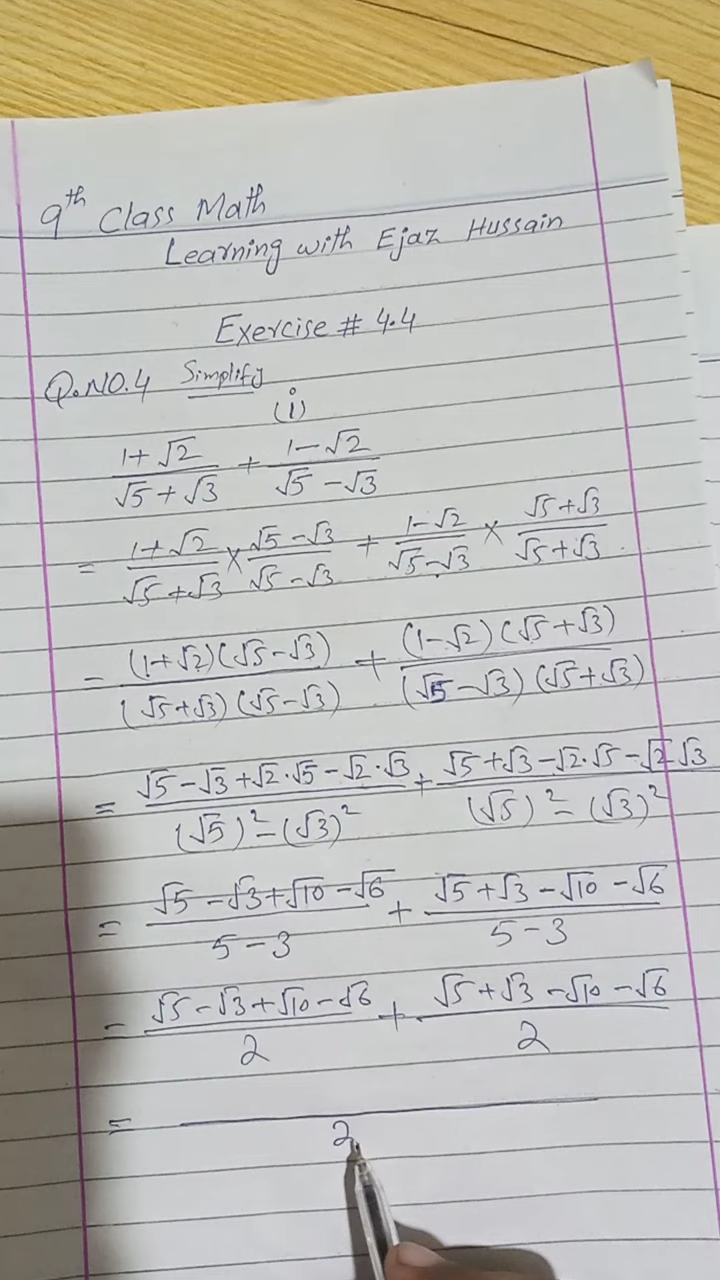 9th Class Math
Learning with Ejaz Hussain
Exercise # 4.4
Q.NO.4 Simplify
(i)
(1+√2)/(√5+√3) + (1-√2)/(√5-√3)
= (1+√2)/(√5+√3) × (√5-√3)/(√5-√3) + (1-√2)/(√5-√3) × (√5+√3)/(√5+√3)
= ((1+√2)(√5-√3))/((√5+√3)(√5-√3)) + ((1-√2)(√5+√3))/((√5-√3)(√5+√3))
= (√5-√3+√2·√5-√2·√3)/((√5)²-(√3)²) + (√5+√3-√2·√5-√2√3)/((√5)²-(√3)²)
= (√5-√3+√10-√6)/(5-3) + (√5+√3-√10-√6)/(5-3)
= (√5-√3+√10-√6)/2 + (√5+√3-√10-√6)/2
= /2